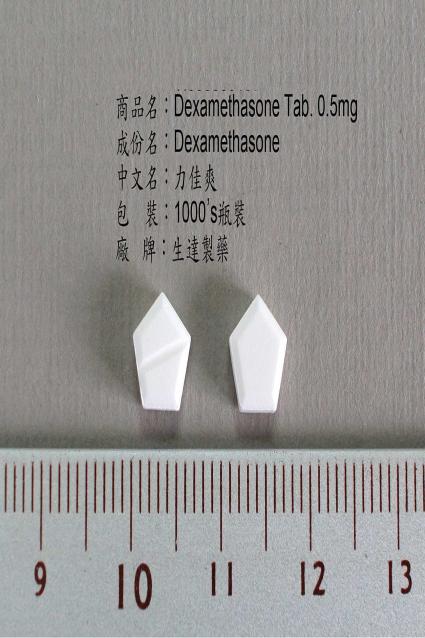 商品名：Dexamethasone Tab. 0.5mg
成份名：Dexamethasone
中文名：力佳爽
包　裝：1000's瓶裝
廠　牌：生達製藥
9 10 11 12 13